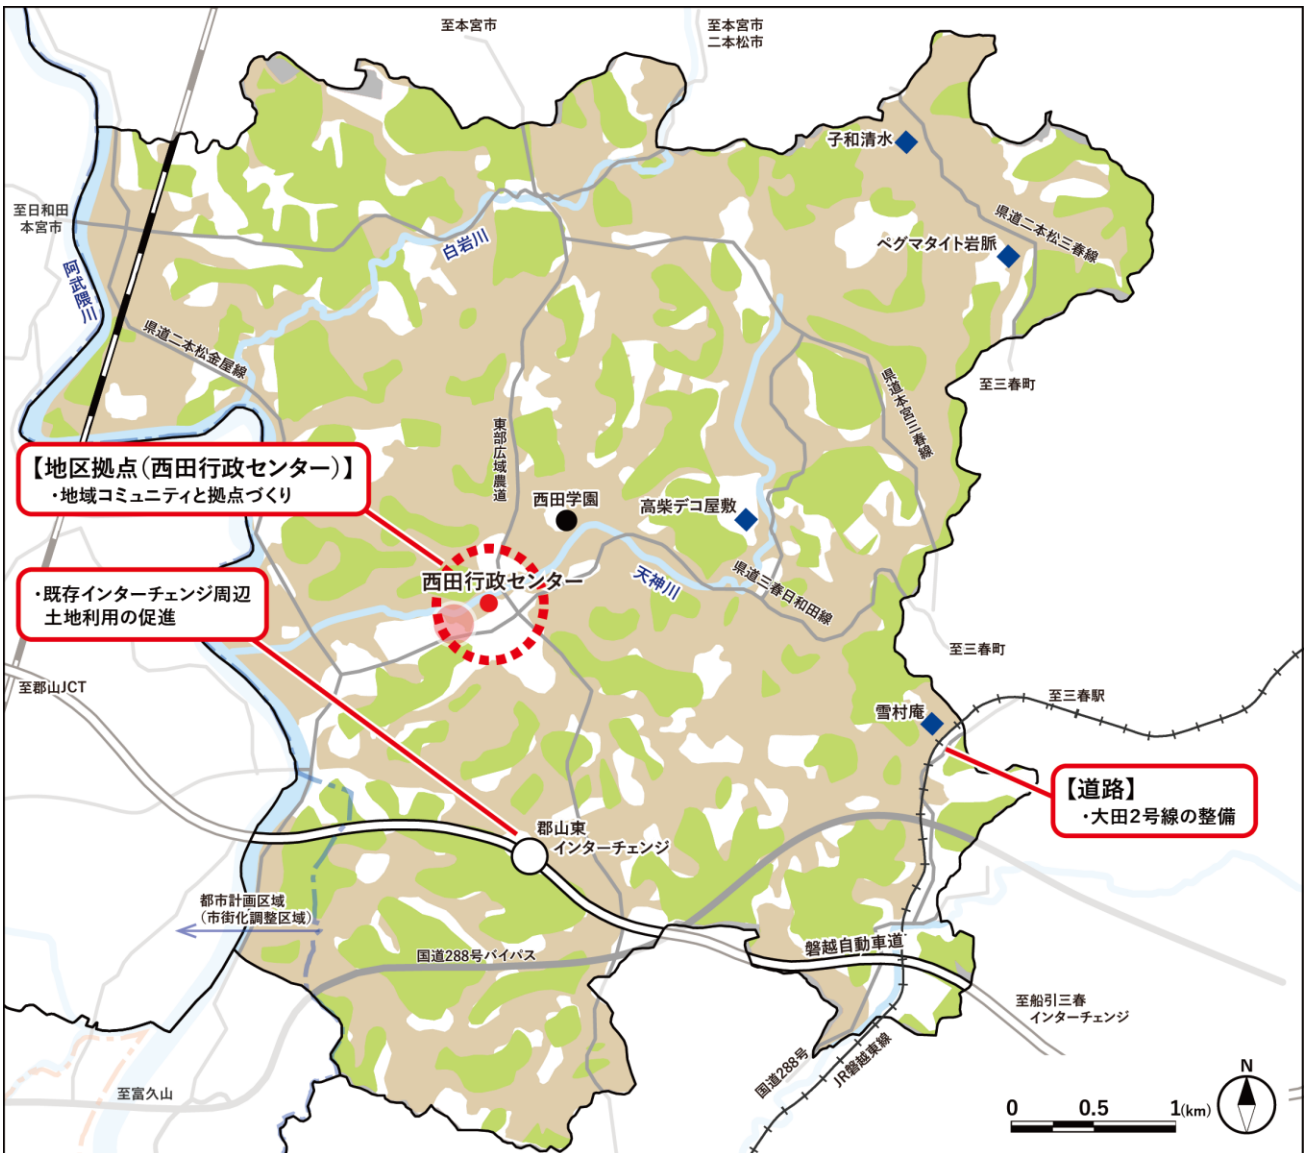 至本宮市
至本宮市
二本松市
子和清水
至日和田
本宮市
県道二本松三春線
ペグマタイト岩脈
白岩川
阿武隈川
県道二本松金屋線
県道本宮三春線
至三春町
東部広域農道
【地区拠点(西田行政センター)】
・地域コミュニティと拠点づくり
西田学園
高柴デコ屋敷
西田行政センター
天神川
県道三春日和田線
・既存インターチェンジ周辺
土地利用の促進
至三春町
至郡山JCT
至三春駅
雪村庵
【道路】
・大田2号線の整備
郡山東
インターチェンジ
都市計画区域
(市街化調整区域)
磐越自動車道
国道288号バイパス
至船引三春
インターチェンジ
国道288号
JR磐越東線
至富久山
N
0 0.5 1(km)